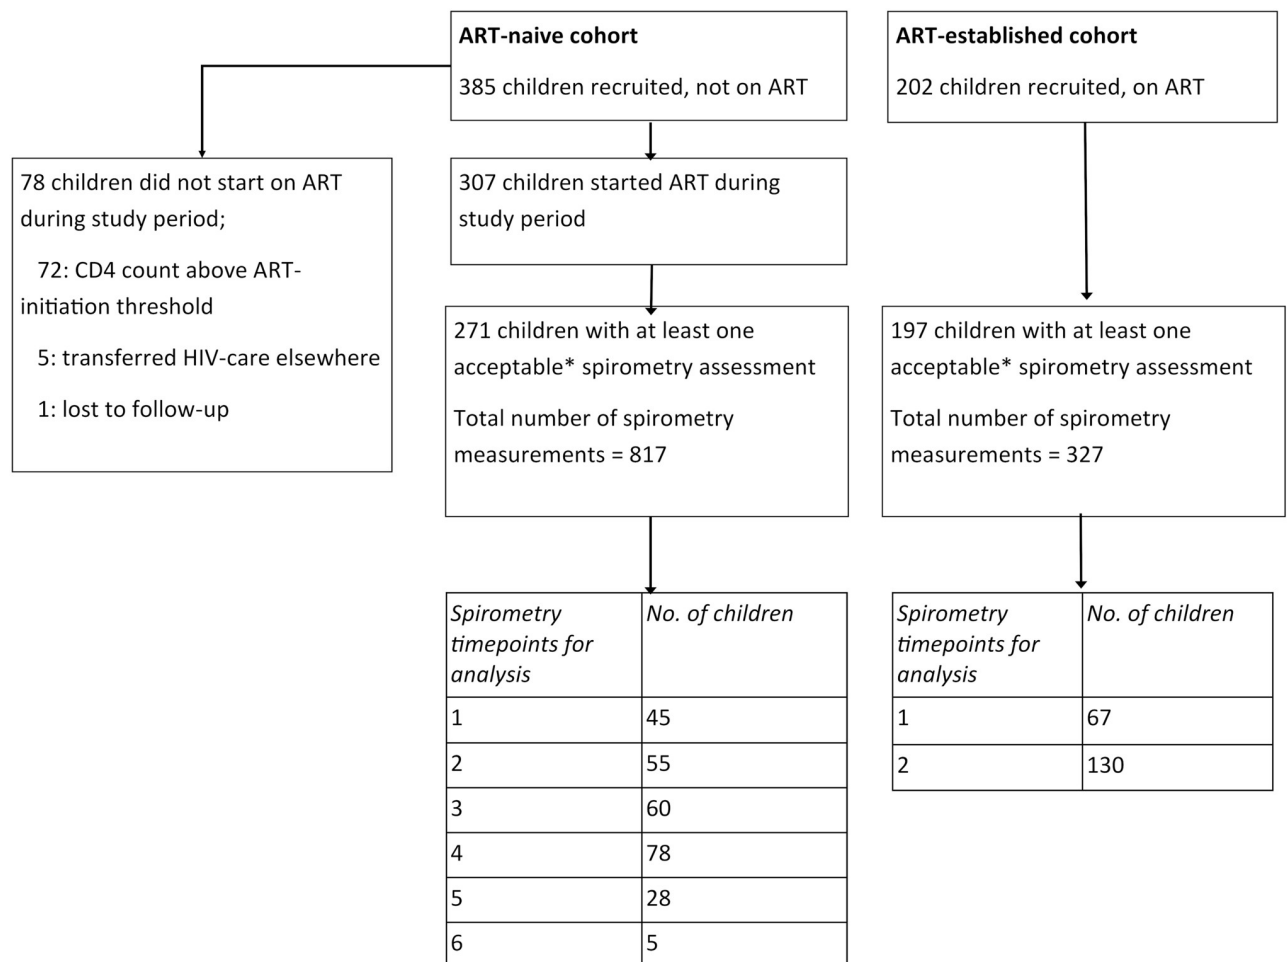 ART-naive cohort
385 children recruited, not on ART
ART-established cohort
202 children recruited, on ART
78 children did not start on ART
during study period;
72: CD4 count above ART-
initiation threshold
5: transferred HIV-care elsewhere
1: lost to follow-up
307 children started ART during
study period
271 children with at least one
acceptable* spirometry assessment
Total number of spirometry
measurements = 817
197 children with at least one
acceptable* spirometry assessment
Total number of spirometry
measurements = 327
Spirometry
timepoints for
analysis
No. of children
1 45
2 55
3 60
4 78
5 28
6 5
Spirometry
timepoints for
analysis
No. of children
1 67
2 130